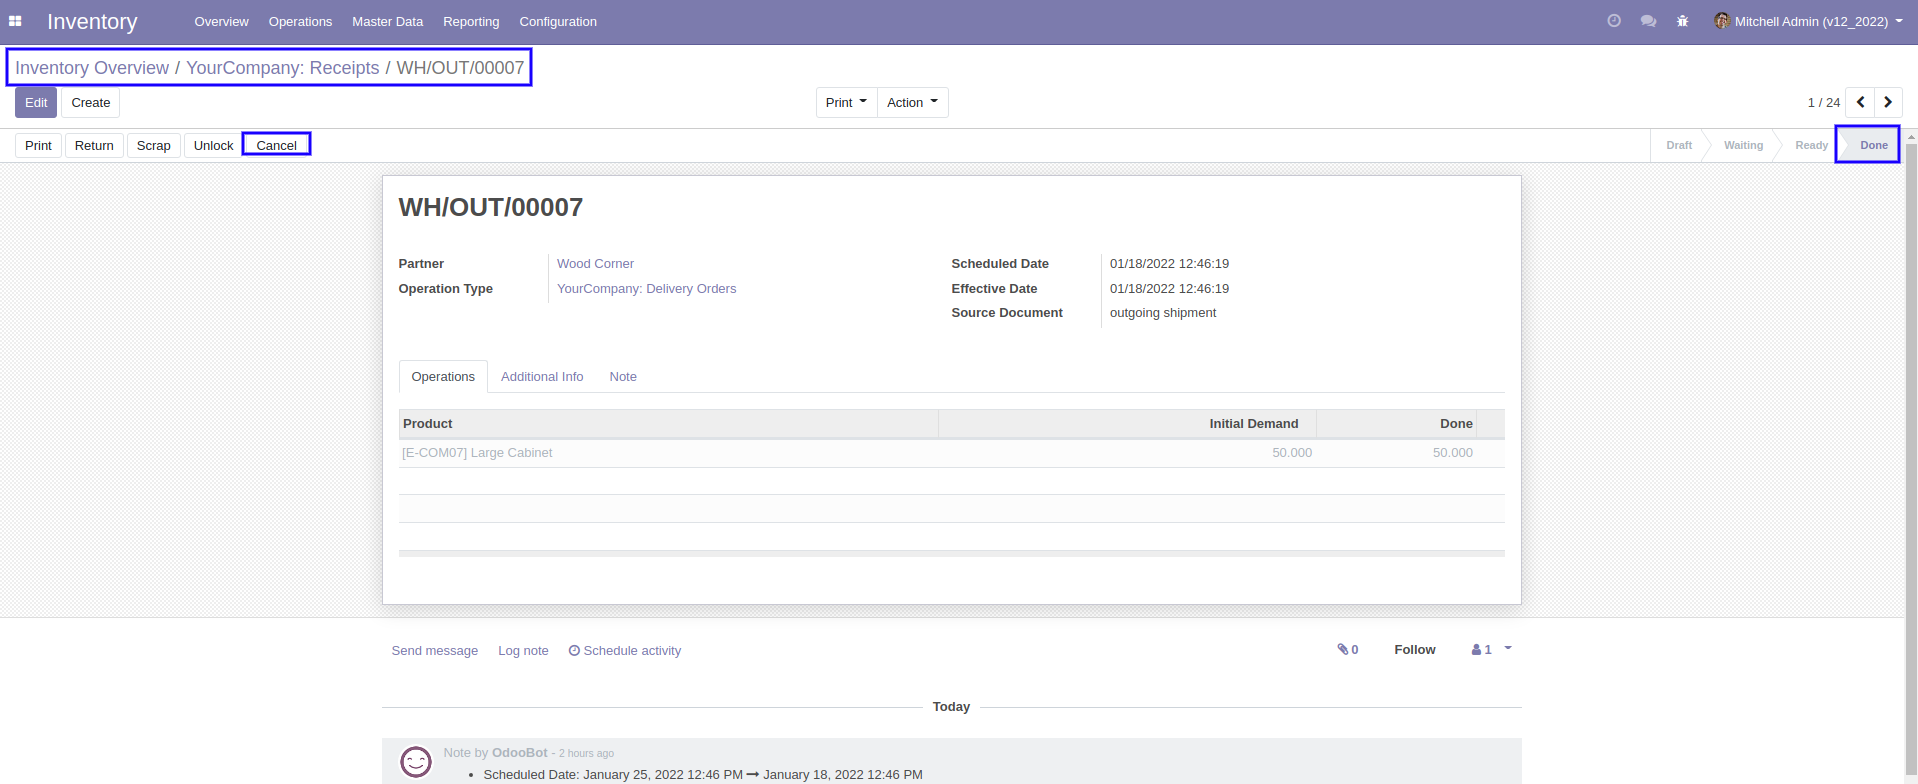 Inventory Overview Operations Master Data Reporting Configuration Mitchell Admin (v12_2022)
Inventory Overview / YourCompany: Receipts / WH/OUT/00007
Edit Create Print Action 1 / 24
Print Return Scrap Unlock Cancel Draft Waiting Ready Done
WH/OUT/00007
Partner Wood Corner Scheduled Date 01/18/2022 12:46:19
Operation Type YourCompany: Delivery Orders Effective Date 01/18/2022 12:46:19
Source Document outgoing shipment
Operations Additional Info Note
Product Initial Demand Done
[E-COM07] Large Cabinet 50.000 50.000
Send message Log note Schedule activity 0 Follow 1
Today
Note by OdooBot - 2 hours ago
• Scheduled Date: January 25, 2022 12:46 PM → January 18, 2022 12:46 PM